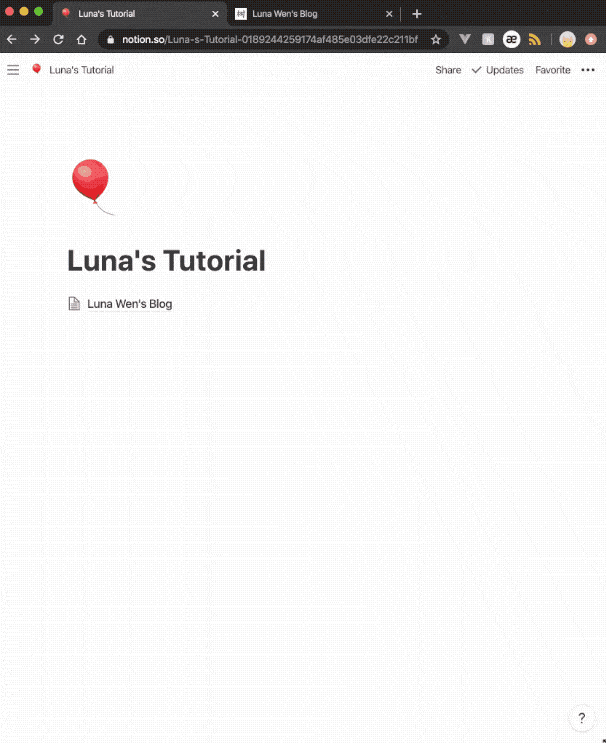 Luna's Tutorial
Luna Wen's Blog
notion.so/Luna-s-Tutorial-0189244259174af485e03dfe22c211bf
æ
Luna's Tutorial
Share
Updates
Favorite
Luna's Tutorial
Luna Wen's Blog
?